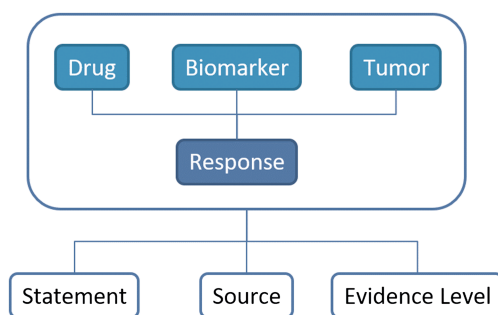 Drug
Biomarker
Tumor
Response
Statement
Source
Evidence Level